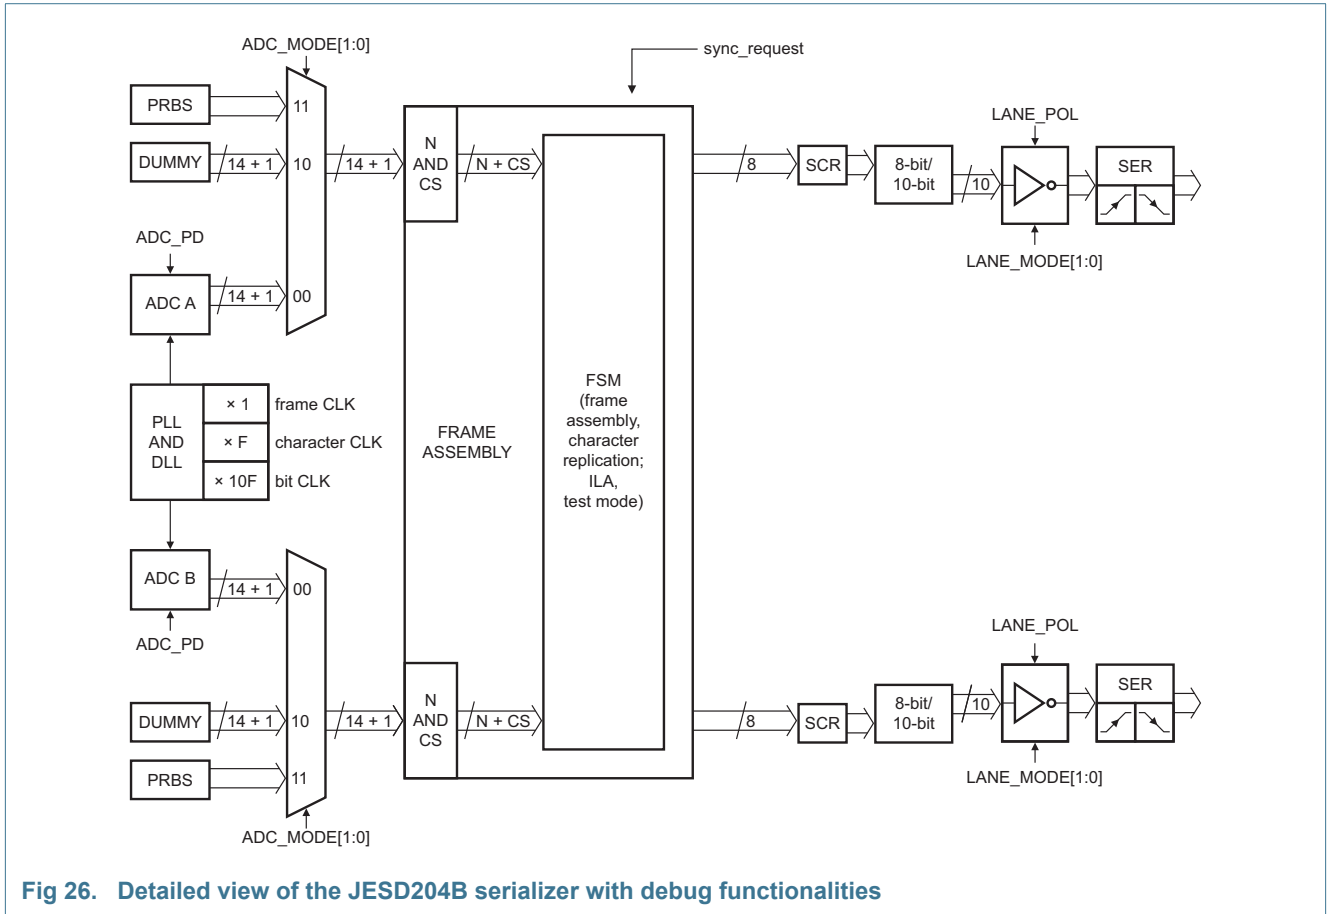 ADC_MODE[1:0]
sync_request
PRBS
11
DUMMY
14 + 1
10
14 + 1
N
AND
CS
N + CS
8
SCR
8-bit/
10-bit
10
LANE_POL
SER
LANE_MODE[1:0]
ADC_PD
ADC A
14 + 1
00
PLL
AND
DLL
× 1
frame CLK
× F
character CLK
× 10F
bit CLK
FRAME
ASSEMBLY
FSM
(frame
assembly,
character
replication;
ILA,
test mode)
ADC B
14 + 1
00
ADC_PD
DUMMY
14 + 1
10
14 + 1
N
AND
CS
N + CS
8
SCR
8-bit/
10-bit
10
LANE_POL
SER
LANE_MODE[1:0]
PRBS
11
ADC_MODE[1:0]
Fig 26. Detailed view of the JESD204B serializer with debug functionalities